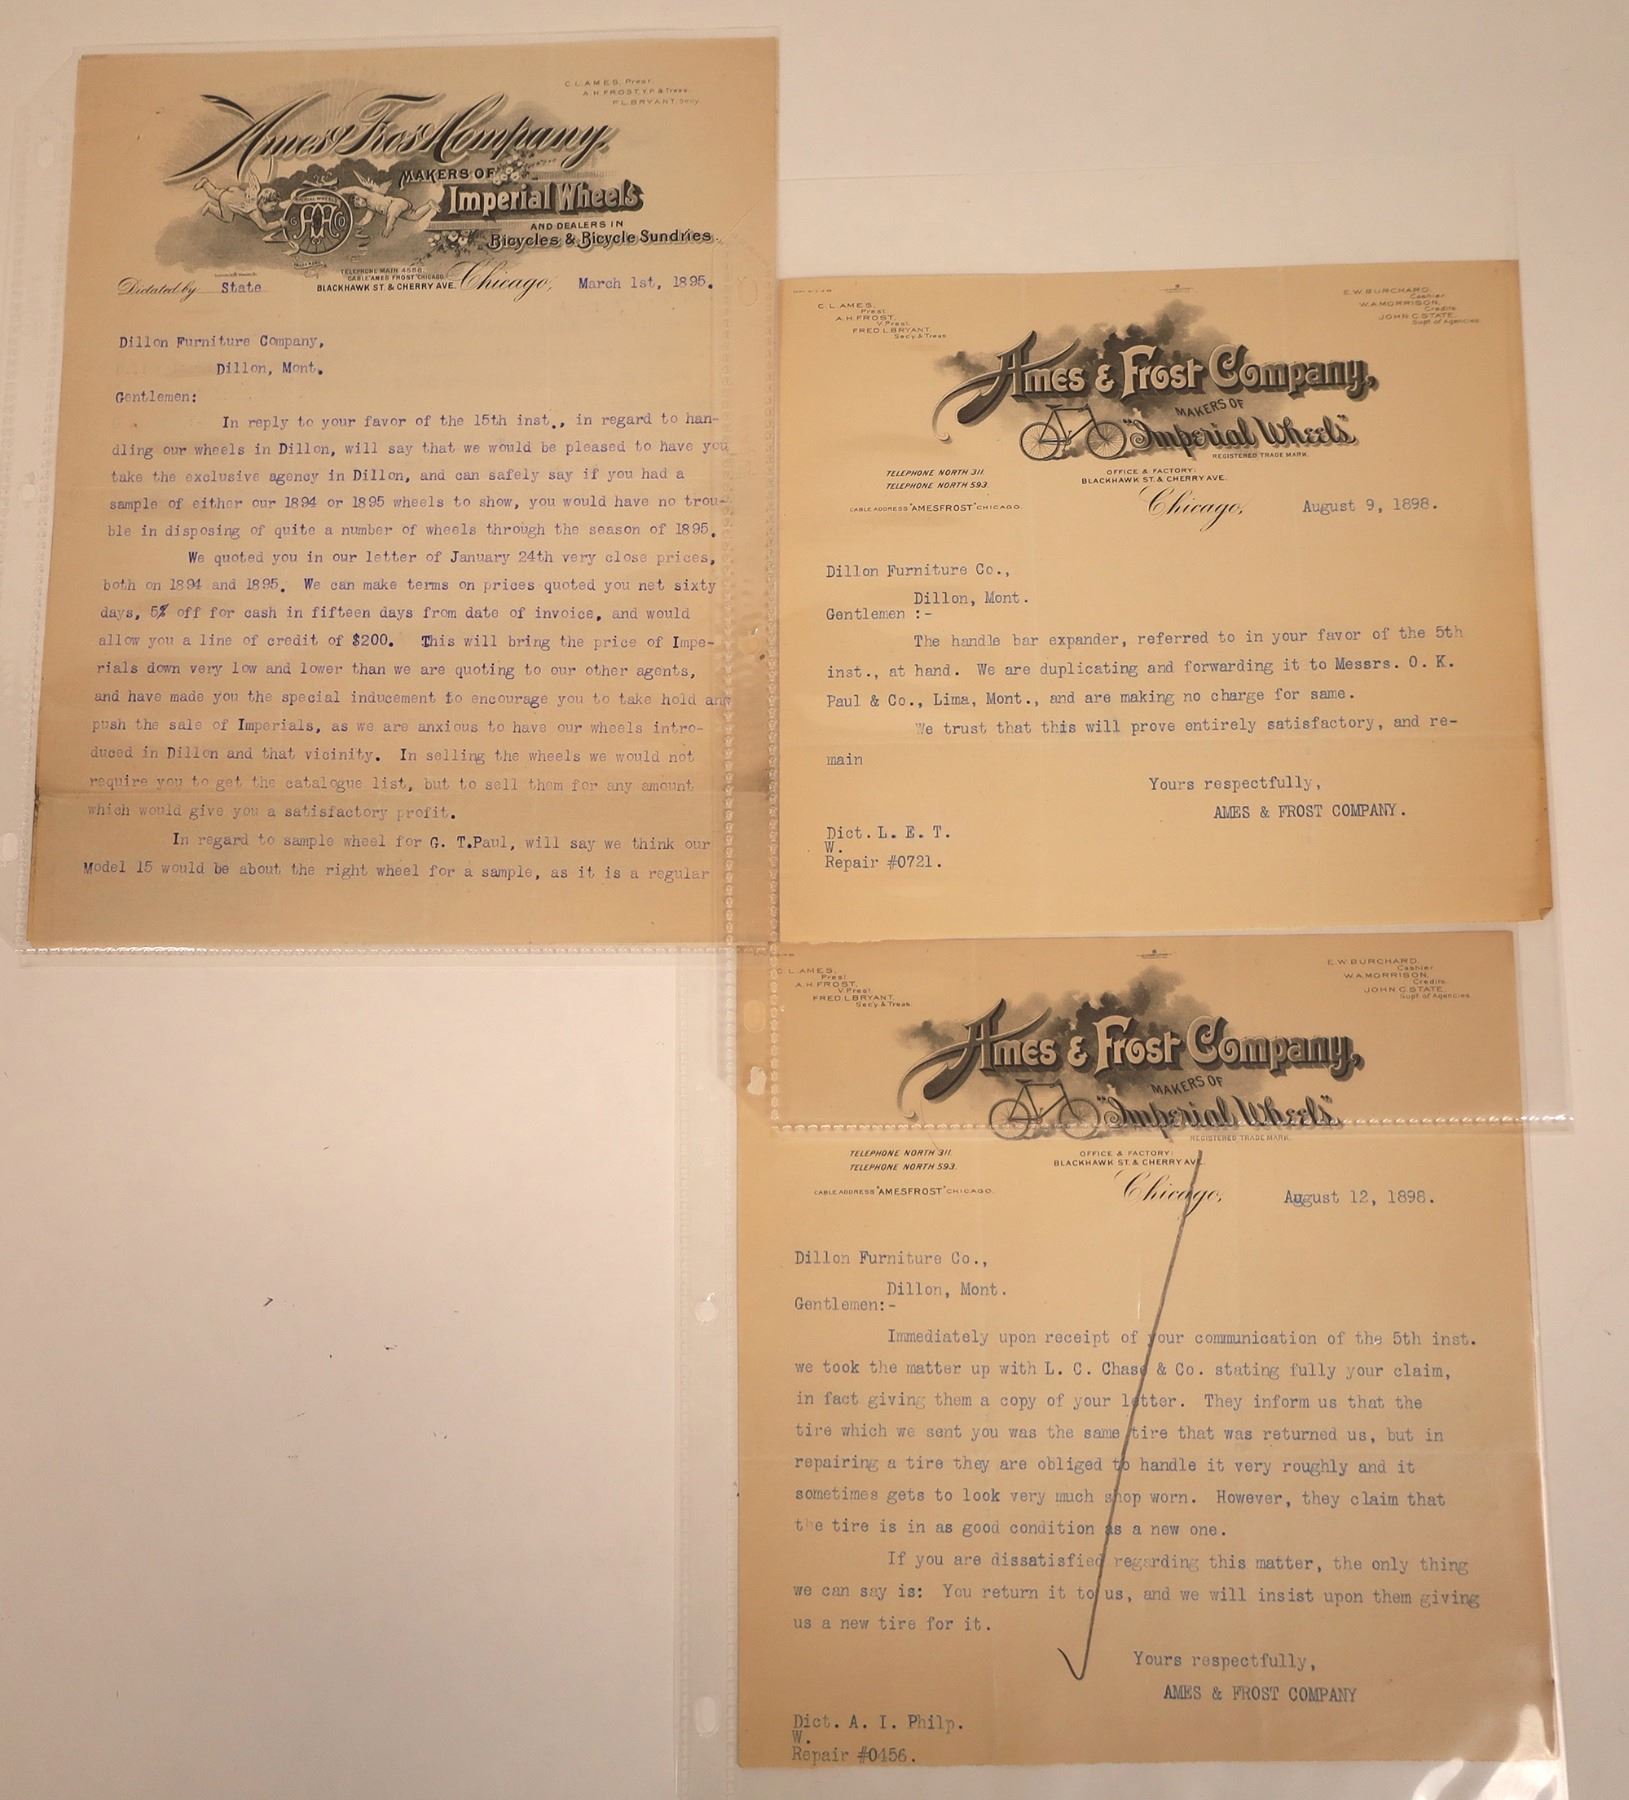 C. L. AMES, Prest.
A. H. FROST, V. P. & Treas.
F. L. BRYANT, Secy.
Ames & Frost Company,
MAKERS OF
Imperial Wheels
AND DEALERS IN
Bicycles & Bicycle Sundries.
TELEPHONE MAIN 4586.
CABLE "AMES FROST" CHICAGO.
BLACKHAWK ST. & CHERRY AVE.
Chicago, March 1st, 1895.
Dictated by State
Dillon Furniture Company,
Dillon, Mont.
Gentlemen:
In reply to your favor of the 15th inst., in regard to han-
dling our wheels in Dillon, will say that we would be pleased to have you
take the exclusive agency in Dillon, and can safely say if you had a
sample of either our 1894 or 1895 wheels to show, you would have no trou-
ble in disposing of quite a number of wheels through the season of 1895.
We quoted you in our letter of January 24th very close prices,
both on 1894 and 1895. We can make terms on prices quoted you net sixty
days, 5% off for cash in fifteen days from date of invoice, and would
allow you a line of credit of $200. This will bring the price of Impe-
rials down very low and lower than we are quoting to our other agents,
and have made you the special inducement to encourage you to take hold and
push the sale of Imperials, as we are anxious to have our wheels intro-
duced in Dillon and that vicinity. In selling the wheels we would not
require you to get the catalogue list, but to sell them for any amount
which would give you a satisfactory profit.
In regard to sample wheel for G. T.Paul, will say we think our
Model 15 would be about the right wheel for a sample, as it is a regular
C. L. AMES,
Prest.
A. H. FROST,
V. Prest.
FRED L. BRYANT
Secy & Treas.
E. W. BURCHARD,
Cashier
W. A. MORRISON,
Credits.
JOHN C. STATE,
Supt of Agencies.
Ames & Frost Company,
MAKERS OF
"Imperial Wheels"
REGISTERED TRADE MARK.
TELEPHONE NORTH 311.
TELEPHONE NORTH 593.
OFFICE & FACTORY:
BLACKHAWK ST. & CHERRY AVE.
CABLE ADDRESS "AMESFROST" CHICAGO.
Chicago, August 9, 1898.
Dillon Furniture Co.,
Dillon, Mont.
Gentlemen :-
The handle bar expander, referred to in your favor of the 5th
inst., at hand. We are duplicating and forwarding it to Messrs. O. K.
Paul & Co., Lima, Mont., and are making no charge for same.
We trust that this will prove entirely satisfactory, and re-
main
Yours respectfully,
AMES & FROST COMPANY.
Dict. L. E. T.
W.
Repair #0721.
C. L. AMES,
Prest.
A. H. FROST,
V. Prest.
FRED L. BRYANT,
Secy & Treas.
E. W. BURCHARD,
Cashier
W. A. MORRISON,
Credits.
JOHN C. STATE,
Supt of Agencies.
Ames & Frost Company,
MAKERS OF
"Imperial Wheels"
REGISTERED TRADE MARK.
TELEPHONE NORTH 311.
TELEPHONE NORTH 593.
OFFICE & FACTORY:
BLACKHAWK ST. & CHERRY AVE.
CABLE ADDRESS "AMESFROST" CHICAGO.
Chicago, August 12, 1898.
Dillon Furniture Co.,
Dillon, Mont.
Gentlemen:-
Immediately upon receipt of your communication of the 5th inst.
we took the matter up with L. C. Chase & Co. stating fully your claim,
in fact giving them a copy of your letter. They inform us that the
tire which we sent you was the same tire that was returned us, but in
repairing a tire they are obliged to handle it very roughly and it
sometimes gets to look very much shop worn. However, they claim that
the tire is in as good condition as a new one.
If you are dissatisfied regarding this matter, the only thing
we can say is: You return it to us, and we will insist upon them giving
us a new tire for it.
Yours respectfully,
AMES & FROST COMPANY
Dict. A. I. Philp.
W.
Repair #0456.